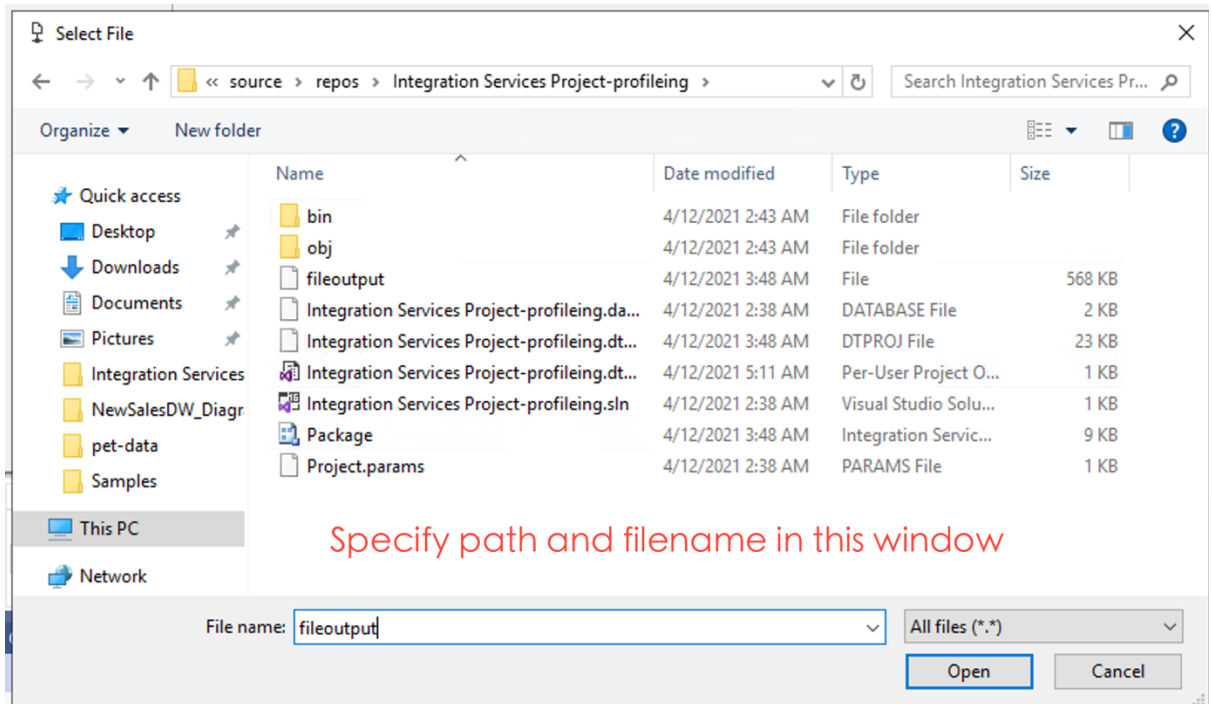 Select File
« source > repos > Integration Services Project-profileing >
Search Integration Services Pr...
Organize
New folder
Name Date modified Type Size
Quick access
Desktop
Downloads
Documents
Pictures
Integration Services
NewSalesDW_Diagr
pet-data
Samples
This PC
Network
bin 4/12/2021 2:43 AM File folder
obj 4/12/2021 2:43 AM File folder
fileoutput 4/12/2021 3:48 AM File 568 KB
Integration Services Project-profileing.da... 4/12/2021 2:38 AM DATABASE File 2 KB
Integration Services Project-profileing.dt... 4/12/2021 3:48 AM DTPROJ File 23 KB
Integration Services Project-profileing.dt... 4/12/2021 5:11 AM Per-User Project O... 1 KB
Integration Services Project-profileing.sln 4/12/2021 2:38 AM Visual Studio Solu... 1 KB
Package 4/12/2021 3:48 AM Integration Servic... 9 KB
Project.params 4/12/2021 2:38 AM PARAMS File 1 KB
Specify path and filename in this window
File name: fileoutput
All files (*.*)
Open
Cancel